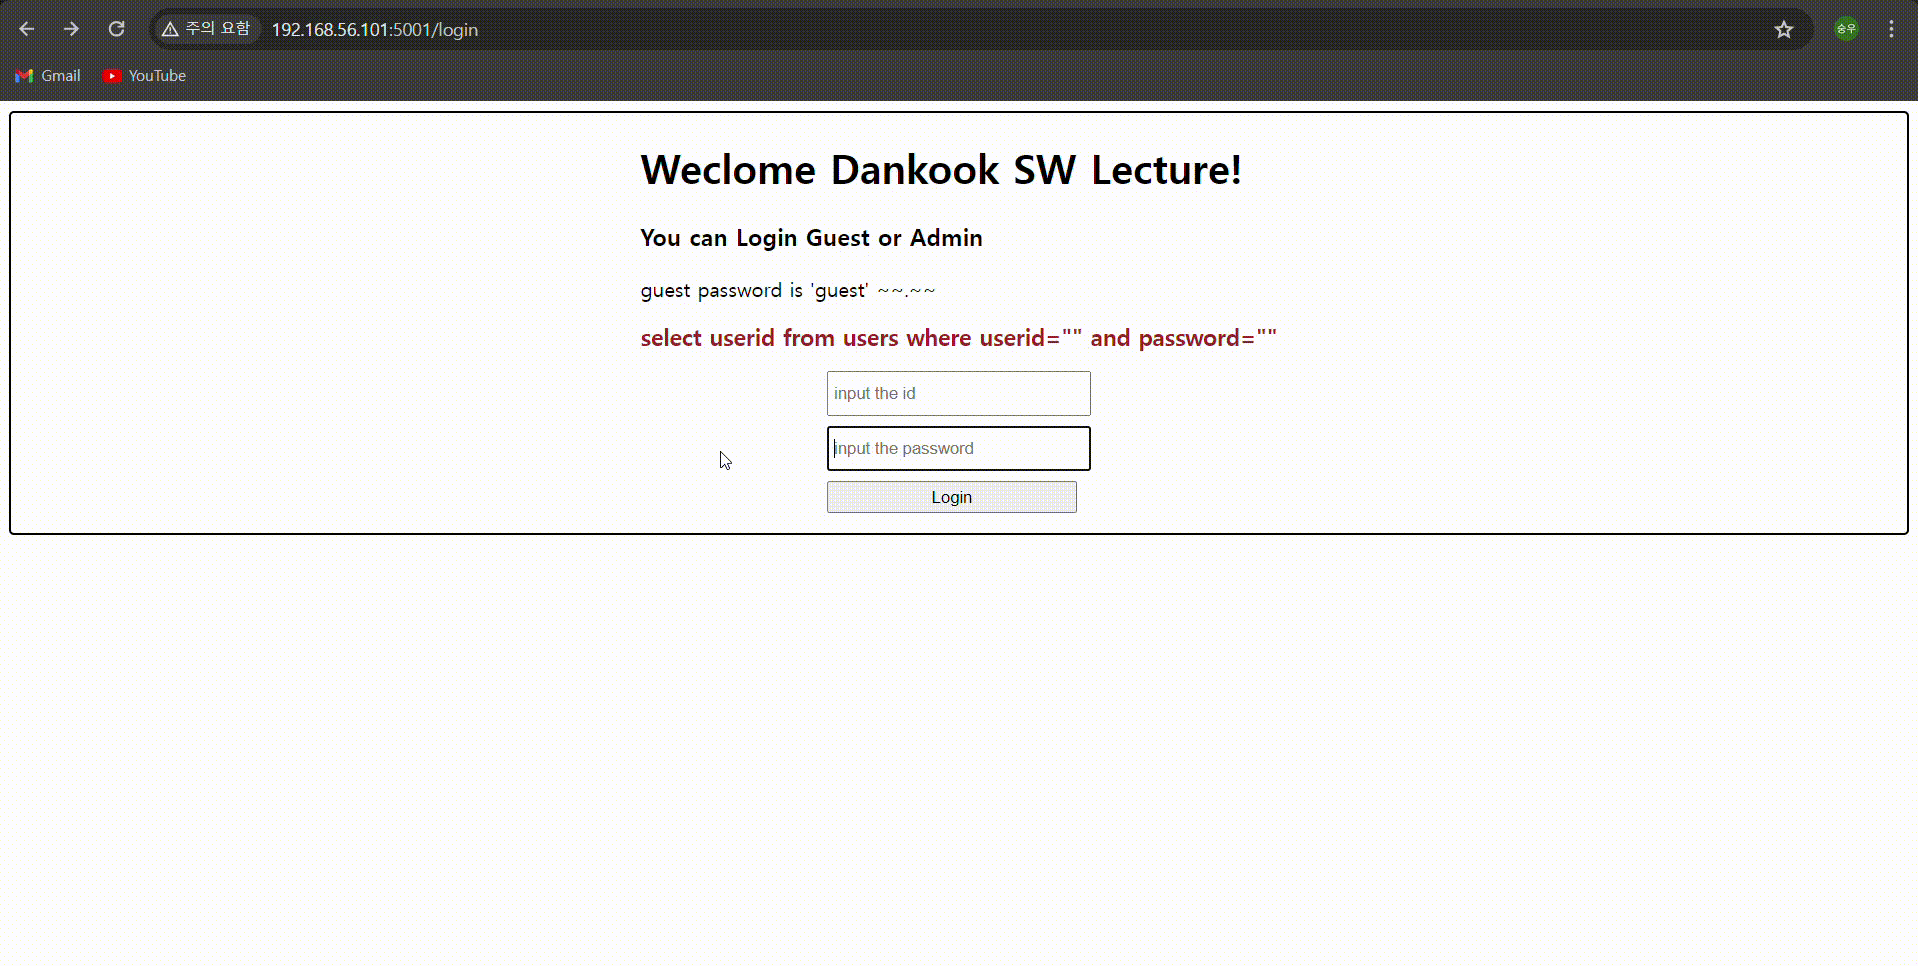 주의 요함 192.168.56.101:5001/login 숭우
Gmail YouTube
Weclome Dankook SW Lecture!
You can Login Guest or Admin
guest password is 'guest' ~~.~~
select userid from users where userid="" and password=""
input the id
input the password
Login